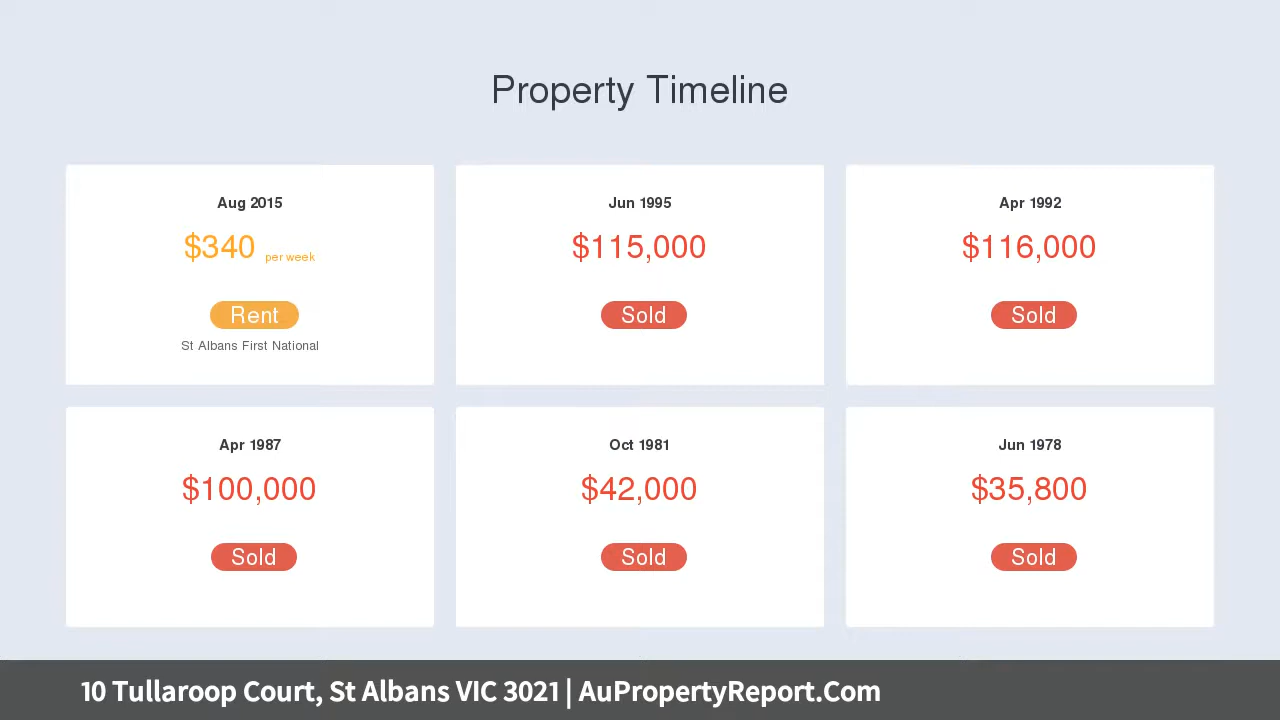 Property Timeline
Aug 2015
$340 per week
Rent
St Albans First National
Jun 1995
$115,000
Sold
Apr 1992
$116,000
Sold
Apr 1987
$100,000
Sold
Oct 1981
$42,000
Sold
Jun 1978
$35,800
Sold
10 Tullaroop Court, St Albans VIC 3021 | AuPropertyReport.Com